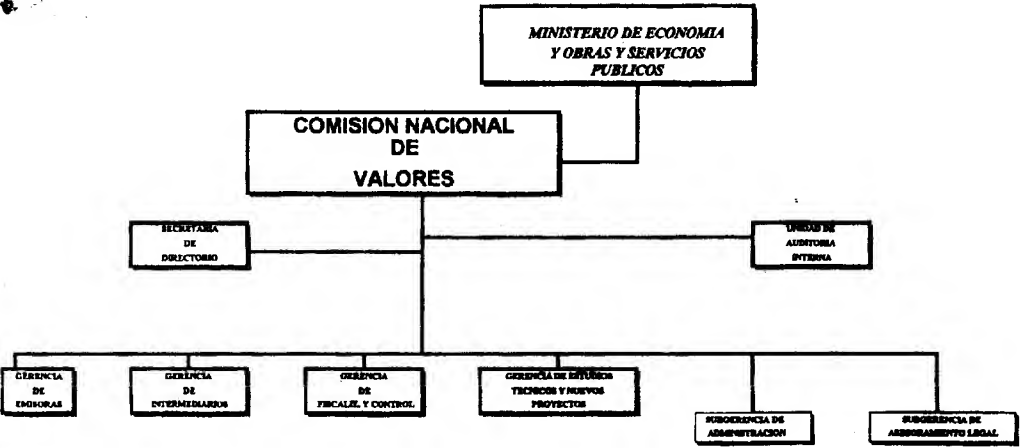 MINISTERIO DE ECONOMIA
Y OBRAS Y SERVICIOS
PUBLICOS
COMISION NACIONAL
DE
VALORES
SECRETARIA
DE
DIRECTORIO
UNIDAD DE
AUDITORIA
INTERNA
GERENCIA
DE
EMISORAS
GERENCIA
DE
INTERMEDIARIOS
GERENCIA
DE
FISCALIZ. Y CONTROL
GERENCIA DE ESTUDIOS
TECNICOS Y NUEVOS
PROYECTOS
SUBGERENCIA DE
ADMINISTRACION
SUBGERENCIA DE
ASESORAMIENTO LEGAL